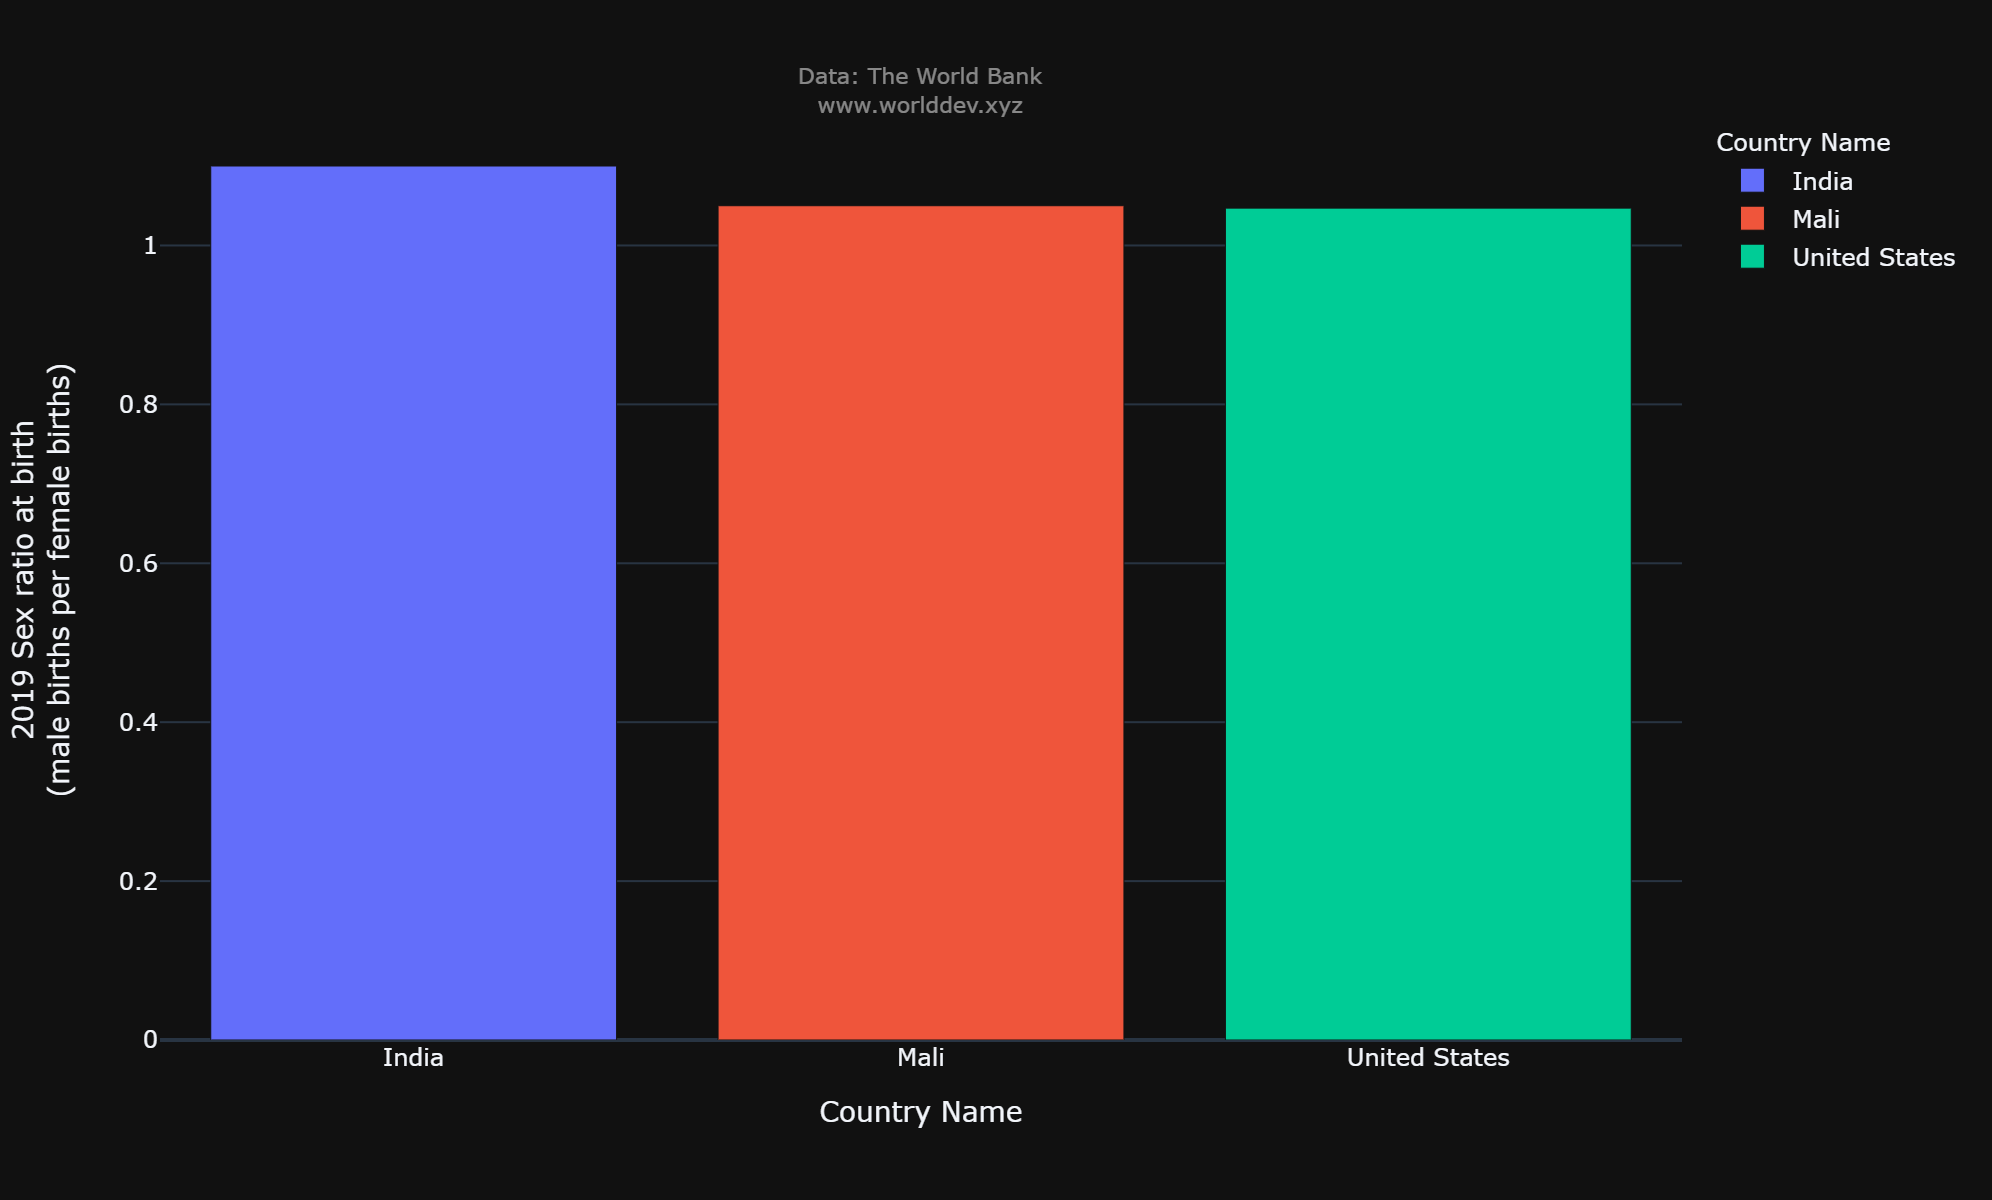 Data: The World Bank
www.worlddev.xyz
Country Name
India
Mali
United States
2019 Sex ratio at birth
(male births per female births)
1
0.8
0.6
0.4
0.2
0
India
Mali
United States
Country Name